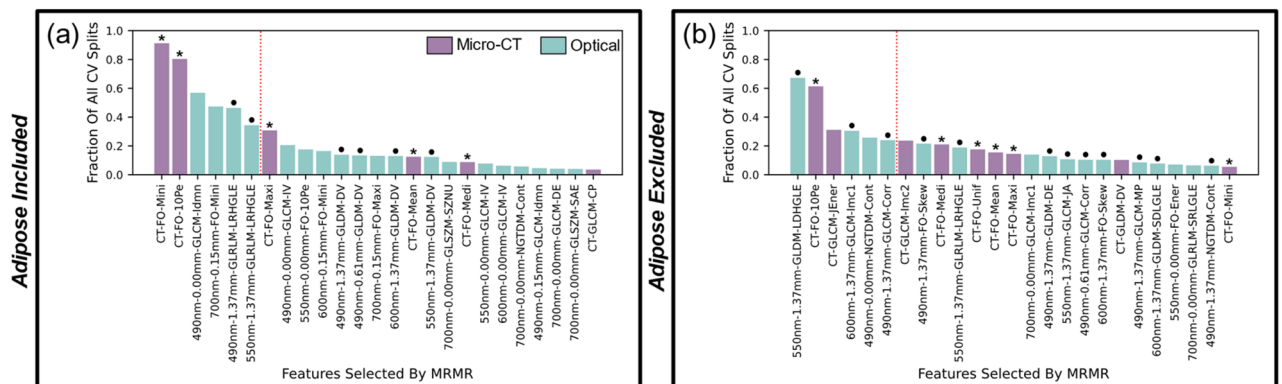 Adipose Included
(a)
Fraction Of All CV Splits
1.0
0.8
0.6
0.4
0.2
0.0
Micro-CT
Optical
CT-FO-Mini
CT-FO-10Pe
490nm-0.00mm-GLCM-Idmn
700nm-0.15mm-FO-Mini
490nm-1.37mm-GLRLM-LRHGLE
550nm-1.37mm-GLRLM-LRHGLE
CT-FO-Maxi
490nm-0.00mm-GLCM-IV
550nm-0.00mm-FO-10Pe
600nm-0.15mm-FO-Mini
490nm-1.37mm-GLDM-DV
490nm-0.61mm-GLDM-DV
700nm-0.15mm-FO-Maxi
600nm-1.37mm-GLDM-DV
CT-FO-Mean
550nm-1.37mm-GLDM-DV
700nm-0.00mm-GLSZM-SZNU
CT-FO-Medi
550nm-0.00mm-GLCM-IV
600nm-0.00mm-GLCM-IV
700nm-0.00mm-NGTDM-Cont
490nm-0.15mm-GLCM-Idmn
490nm-0.00mm-GLCM-DE
700nm-0.00mm-GLSZM-SAE
CT-GLCM-CP
Features Selected By MRMR
Adipose Excluded
(b)
Fraction Of All CV Splits
1.0
0.8
0.6
0.4
0.2
0.0
550nm-1.37mm-GLDM-LDHGLE
CT-FO-10Pe
CT-GLCM-JEner
600nm-1.37mm-GLCM-Imc1
490nm-0.00mm-NGTDM-Cont
490nm-1.37mm-GLCM-Corr
CT-GLCM-Imc2
490nm-1.37mm-FO-Skew
CT-FO-Medi
550nm-1.37mm-GLRLM-LRHGLE
CT-FO-Unif
CT-FO-Mean
CT-FO-Maxi
700nm-0.00mm-GLCM-Imc1
490nm-1.37mm-GLDM-DE
550nm-1.37mm-GLCM-JA
490nm-0.61mm-GLCM-Corr
600nm-1.37mm-FO-Skew
CT-GLDM-DV
490nm-1.37mm-GLCM-MP
600nm-1.37mm-GLDM-SDLGLE
550nm-0.00mm-FO-Ener
700nm-0.00mm-GLRLM-SRLGLE
490nm-1.37mm-NGTDM-Cont
CT-FO-Mini
Features Selected By MRMR